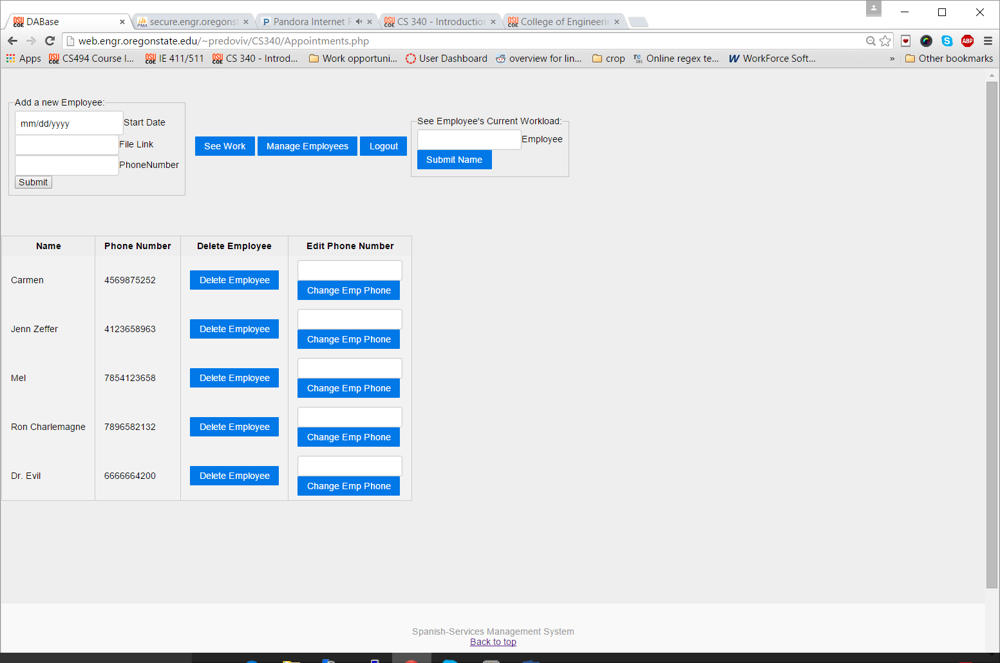 DABase
secure.engr.oregonst
Pandora Internet R
CS 340 - Introduction
College of Engineerin
web.engr.oregonstate.edu/~predoviv/CS340/Appointments.php
Apps
CS494 Course I...
IE 411/511
CS 340 - Introd...
Work opportuni...
User Dashboard
overview for lin...
crop
Online regex te...
WorkForce Soft...
»
Other bookmarks
Add a new Employee:
mm/dd/yyyy Start Date
File Link
PhoneNumber
Submit
See Work Manage Employees Logout
See Employee's Current Workload:
Employee
Submit Name
Name Phone Number Delete Employee Edit Phone Number
Carmen 4569875252 Delete Employee Change Emp Phone
Jenn Zeffer 4123658963 Delete Employee Change Emp Phone
Mel 7854123658 Delete Employee Change Emp Phone
Ron Charlemagne 7896582132 Delete Employee Change Emp Phone
Dr. Evil 6666664200 Delete Employee Change Emp Phone
Spanish-Services Management System
Back to top